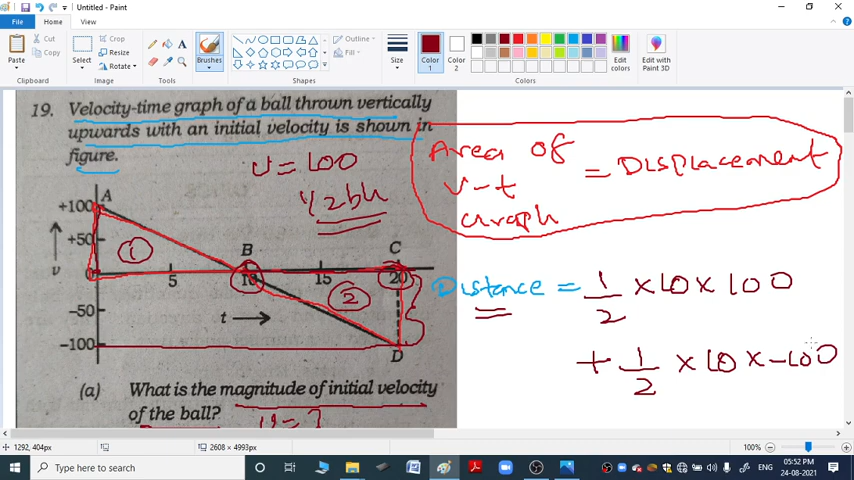 Untitled - Paint
File
Home
View
Paste
Cut
Copy
Clipboard
Select
Crop
Resize
Rotate
Image
Tools
A
Brushes
Outline
Fill
Shapes
Size
Color 1
Color 2
Colors
Edit colors
Edit with Paint 3D
19. Velocity-time graph of a ball thrown vertically
upwards with an initial velocity is shown in
figure.
u = 100
1/2 bh
Area of
v-t
graph
= Displacement
A
+100
+50
0
-50
-100
v
B
C
D
5
10
15
20
t
1
2
Distance = 1/2 × 10 × 100
+ 1/2 × 10 × -100
(a) What is the magnitude of initial velocity
of the ball?
u = ?
1292, 404px
2608 × 4993px
100%
Type here to search
ENG
05:52 PM
24-08-2021